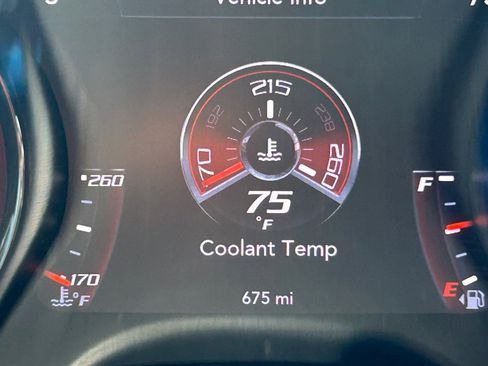 Vehicle Info
215
192
238
70
260
75
°F
Coolant Temp
675 mi
260
170
°F
F
E